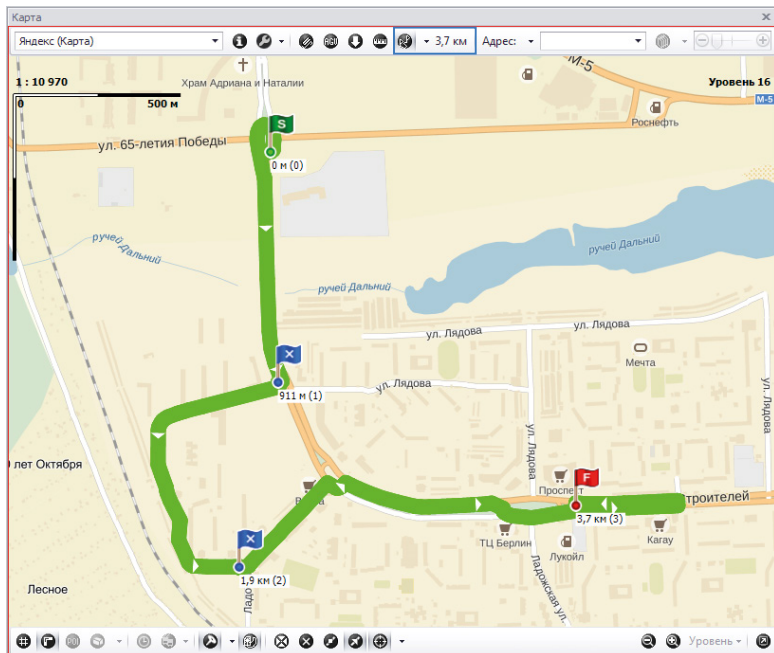 Карта
Яндекс (Карта)
3,7 км
Адрес:
1 : 10 970
0
500 м
Храм Адриана и Наталии
М-5
Уровень 16
М-5
Роснефть
ул. 65-летия Победы
S
0 м (0)
ручей Дальний
ручей Дальний
ручей Дальний
ул. Лядова
ул. Лядова
Мечта
911 м (1)
ул. Лядова
ул. Лядова
ул. Лядова
лет Октября
F
Проспект
троителей
3,7 км (3)
ТЦ Берлин
Лукойл
Кагау
1,9 км (2)
Ладо
Ладожская ул.
Лесное
Уровень